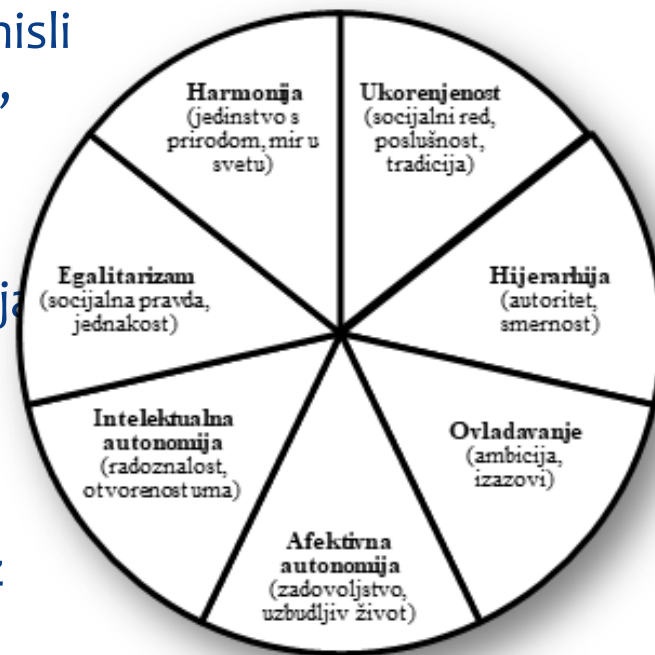 Harmonija
(jedinstvo s
prirodom, mir u
svetu)
Ukorenjenost
(socijalni red,
poslušnost,
tradicija)
Egalitarizam
(socijalna pravda,
jednakost)
Hijerarhija
(autoritet,
smernost)
Intelektualna
autonomija
(radoznalost,
otvorenost uma)
Ovladavanje
(ambicija,
izazovi)
Afektivna
autonomija
(zadovoljstvo,
uzbudljiv život)